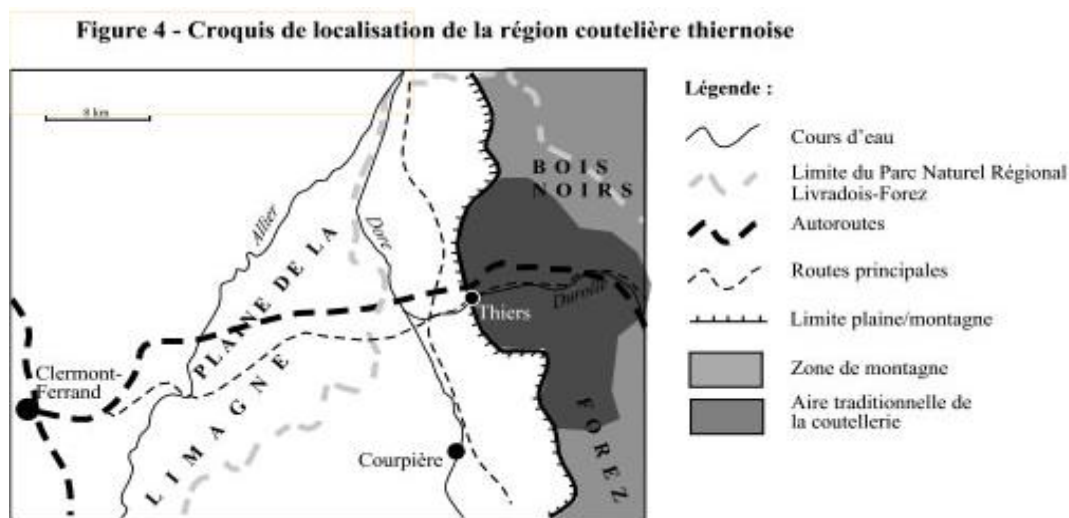 Figure 4 - Croquis de localisation de la région coutelière thiernoise
8 km
Allier
Dore
PLAINE DE LA
LIMAGNE
BOIS
NOIRS
Durolle
Thiers
Clermont-
Ferrand
Courpière
FOREZ
Légende :
Cours d'eau
Limite du Parc Naturel Régional
Livradois-Forez
Autoroutes
Routes principales
Limite plaine/montagne
Zone de montagne
Aire traditionnelle de
la coutellerie